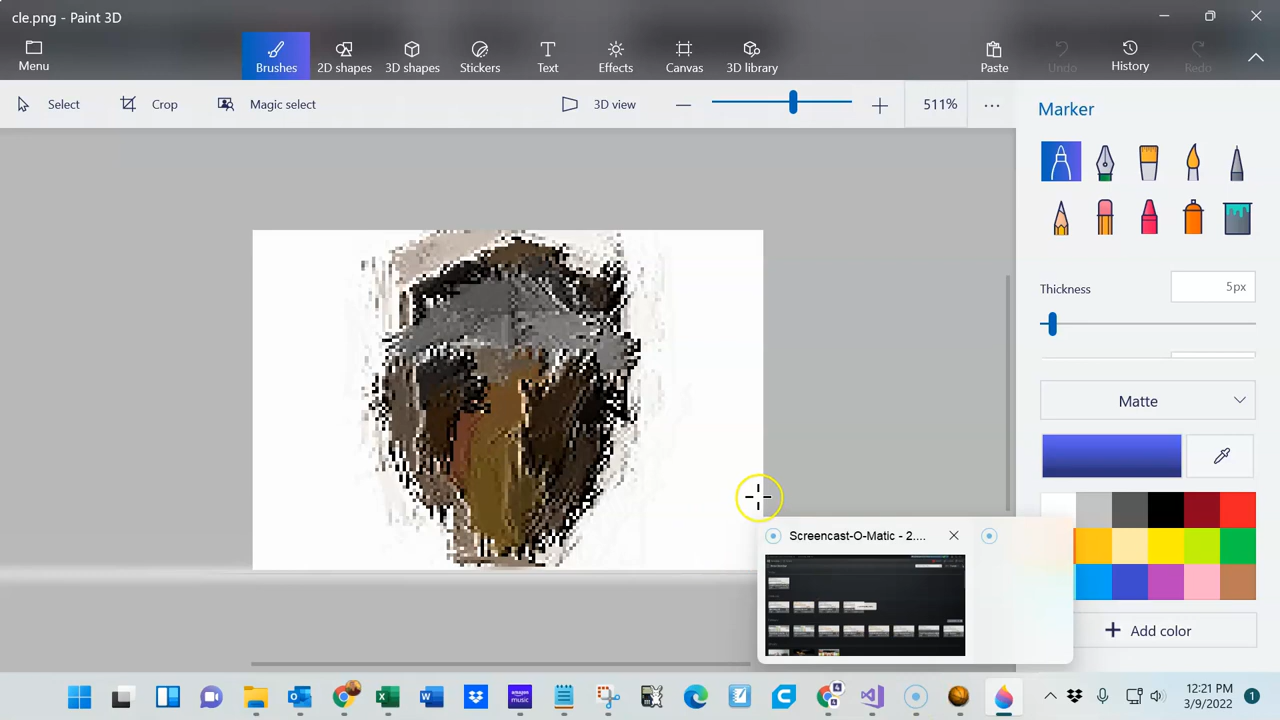 cle.png - Paint 3D
Menu
Brushes
2D shapes
3D shapes
Stickers
Text
Effects
Canvas
3D library
Paste
Undo
History
Redo
Select
Crop
Magic select
3D view
511%
Marker
Thickness
5px
Matte
Screencast-O-Matic - 2....
Add color
12:21 PM
3/9/2022